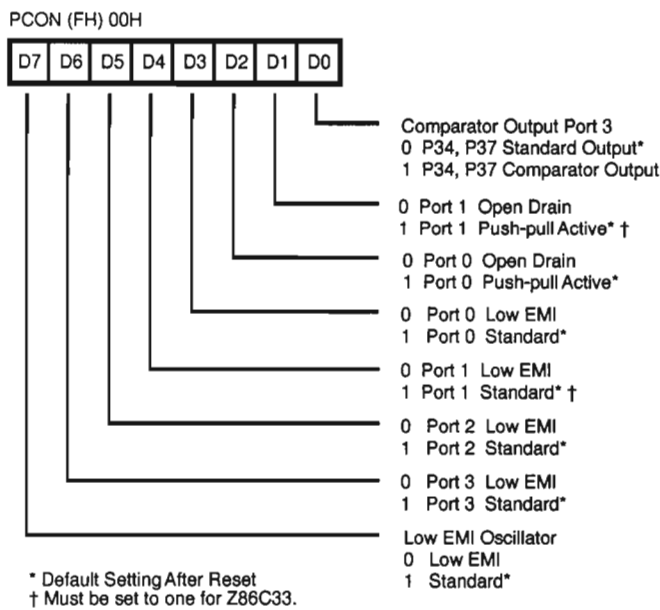 PCON (FH) 00H
D7 D6 D5 D4 D3 D2 D1 D0
Comparator Output Port 3
0 P34, P37 Standard Output*
1 P34, P37 Comparator Output
0 Port 1 Open Drain
1 Port 1 Push-pull Active* †
0 Port 0 Open Drain
1 Port 0 Push-pull Active*
0 Port 0 Low EMI
1 Port 0 Standard*
0 Port 1 Low EMI
1 Port 1 Standard* †
0 Port 2 Low EMI
1 Port 2 Standard*
0 Port 3 Low EMI
1 Port 3 Standard*
Low EMI Oscillator
0 Low EMI
1 Standard*
* Default Setting After Reset
† Must be set to one for Z86C33.